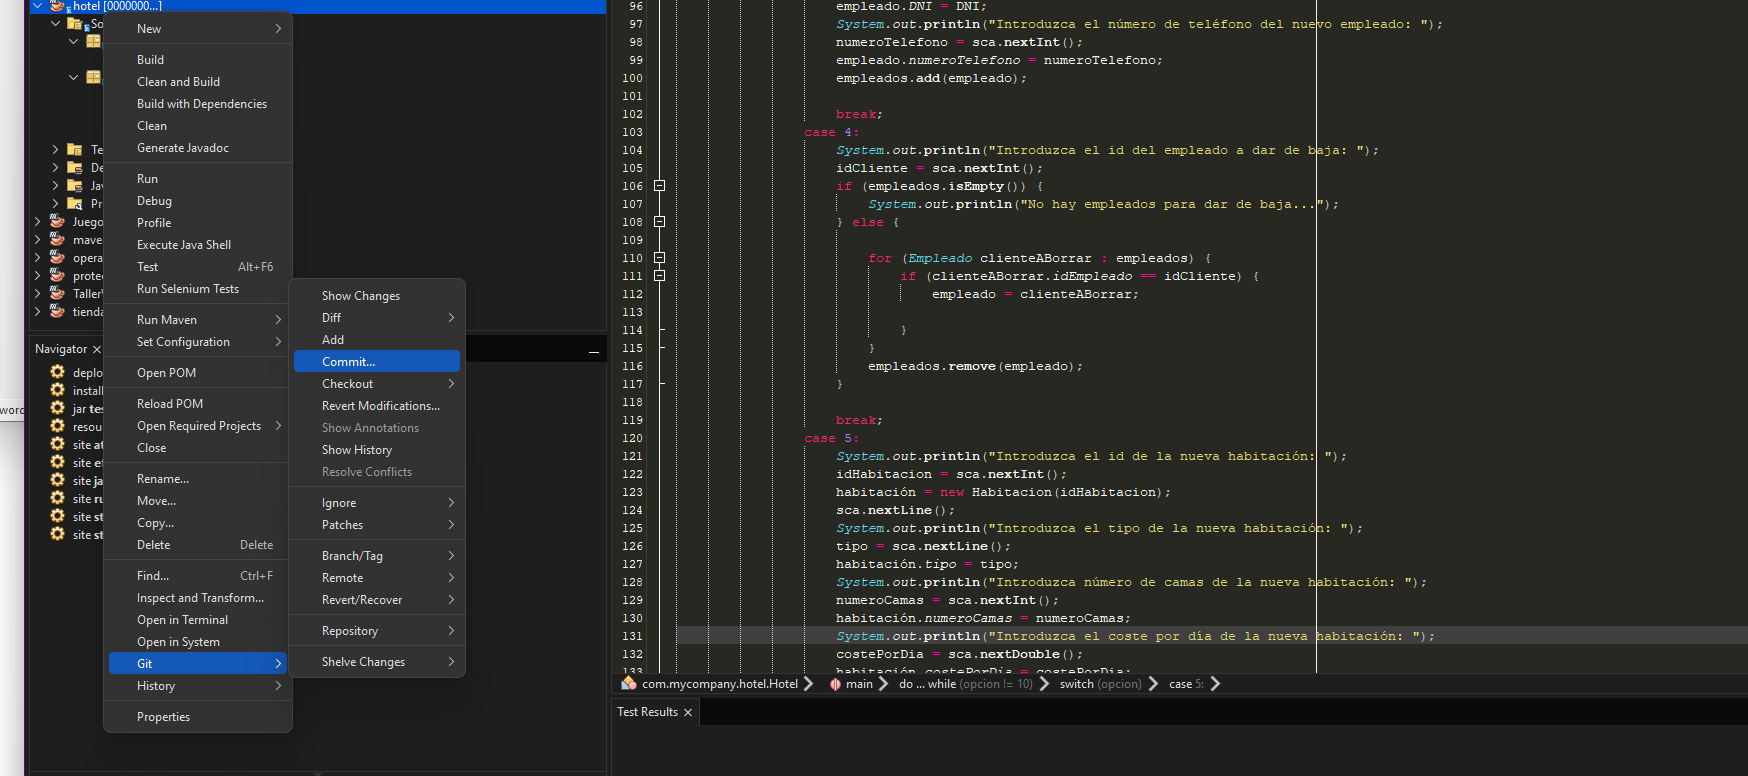 hotel [0000000...]
So
Te
De
Jav
Pr
Juego
mave
opera
protec
Taller
tienda
New
Build
Clean and Build
Build with Dependencies
Clean
Generate Javadoc
Run
Debug
Profile
Execute Java Shell
Test Alt+F6
Run Selenium Tests
Run Maven
Set Configuration
Open POM
Reload POM
Open Required Projects
Close
Rename...
Move...
Copy...
Delete Delete
Find... Ctrl+F
Inspect and Transform...
Open in Terminal
Open in System
Git
History
Properties
Show Changes
Diff
Add
Commit...
Checkout
Revert Modifications...
Show Annotations
Show History
Resolve Conflicts
Ignore
Patches
Branch/Tag
Remote
Revert/Recover
Repository
Shelve Changes
Navigator
deplo
install
jar tes
resou
site at
site ef
site ja
site ru
site st
site st
word
96 empleado.DNI = DNI;
97 System.out.println("Introduzca el número de teléfono del nuevo empleado: ");
98 numeroTelefono = sca.nextInt();
99 empleado.numeroTelefono = numeroTelefono;
100 empleados.add(empleado);
101
102 break;
103 case 4:
104 System.out.println("Introduzca el id del empleado a dar de baja: ");
105 idCliente = sca.nextInt();
106 if (empleados.isEmpty()) {
107 System.out.println("No hay empleados para dar de baja...");
108 } else {
109
110 for (Empleado clienteABorrar : empleados) {
111 if (clienteABorrar.idEmpleado == idCliente) {
112 empleado = clienteABorrar;
113
114 }
115 }
116 empleados.remove(empleado);
117 }
118
119 break;
120 case 5:
121 System.out.println("Introduzca el id de la nueva habitación: ");
122 idHabitacion = sca.nextInt();
123 habitación = new Habitacion(idHabitacion);
124 sca.nextLine();
125 System.out.println("Introduzca el tipo de la nueva habitación: ");
126 tipo = sca.nextLine();
127 habitación.tipo = tipo;
128 System.out.println("Introduzca número de camas de la nueva habitación: ");
129 numeroCamas = sca.nextInt();
130 habitación.numeroCamas = numeroCamas;
131 System.out.println("Introduzca el coste por día de la nueva habitación: ");
132 costePorDia = sca.nextDouble();
133 habitación.costePorDía = costePorDia;
com.mycompany.hotel.Hotel main do ... while (opcion != 10) switch (opcion) case 5:
Test Results